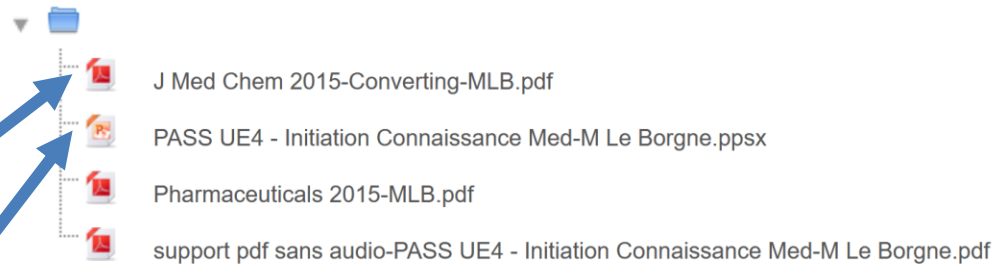 J Med Chem 2015-Converting-MLB.pdf
PASS UE4 - Initiation Connaissance Med-M Le Borgne.ppsx
Pharmaceuticals 2015-MLB.pdf
support pdf sans audio-PASS UE4 - Initiation Connaissance Med-M Le Borgne.pdf